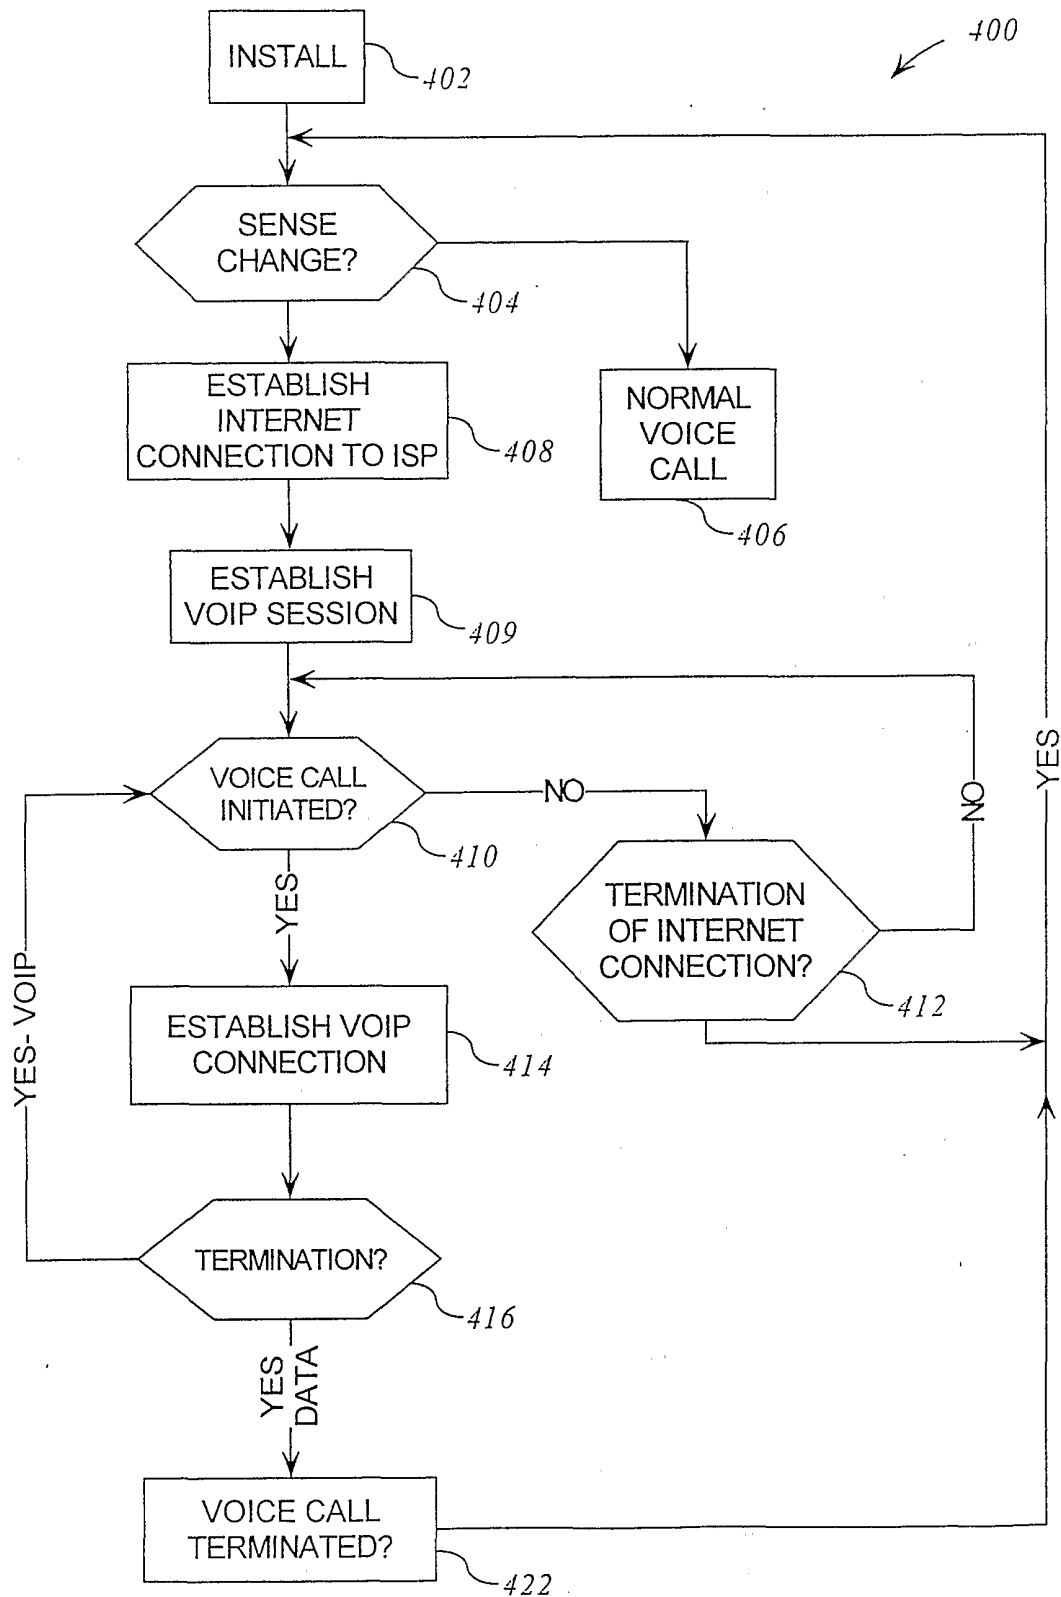 400
INSTALL
402
SENSE
CHANGE?
404
ESTABLISH
INTERNET
CONNECTION TO ISP
408
NORMAL
VOICE
CALL
406
ESTABLISH
VOIP SESSION
409
VOICE CALL
INITIATED?
410
NO
NO
YES
YES
TERMINATION
OF INTERNET
CONNECTION?
412
YES- VOIP
ESTABLISH VOIP
CONNECTION
414
TERMINATION?
416
YES
DATA
VOICE CALL
TERMINATED?
422